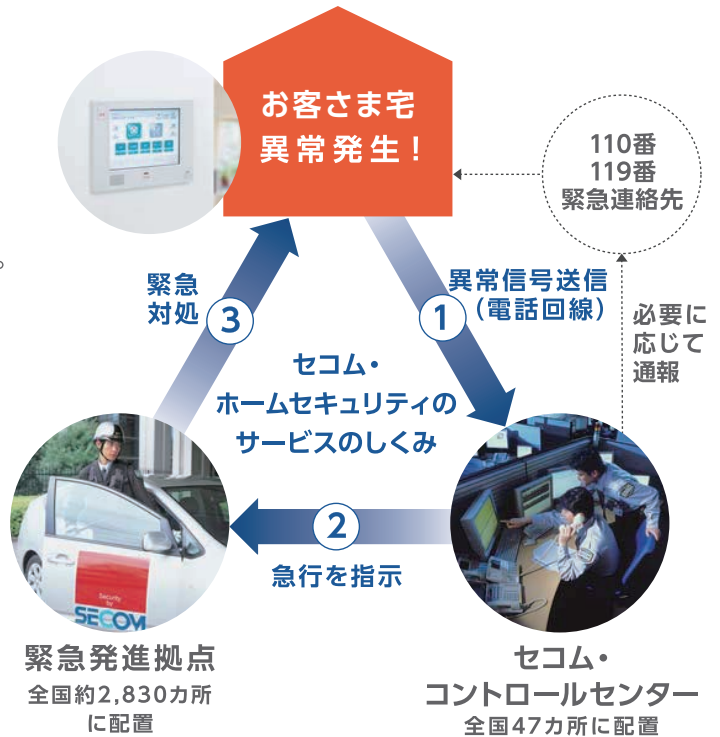 お客さま宅
異常発生！
110番
119番
緊急連絡先
。
緊急
対処
3
1
異常信号送信
（電話回線）
必要に
応じて
通報
セコム・
ホームセキュリティの
サービスのしくみ
2
急行を指示
Security
by
SECOM
緊急発進拠点
全国約2,830カ所
に配置
セコム・
コントロールセンター
全国47カ所に配置